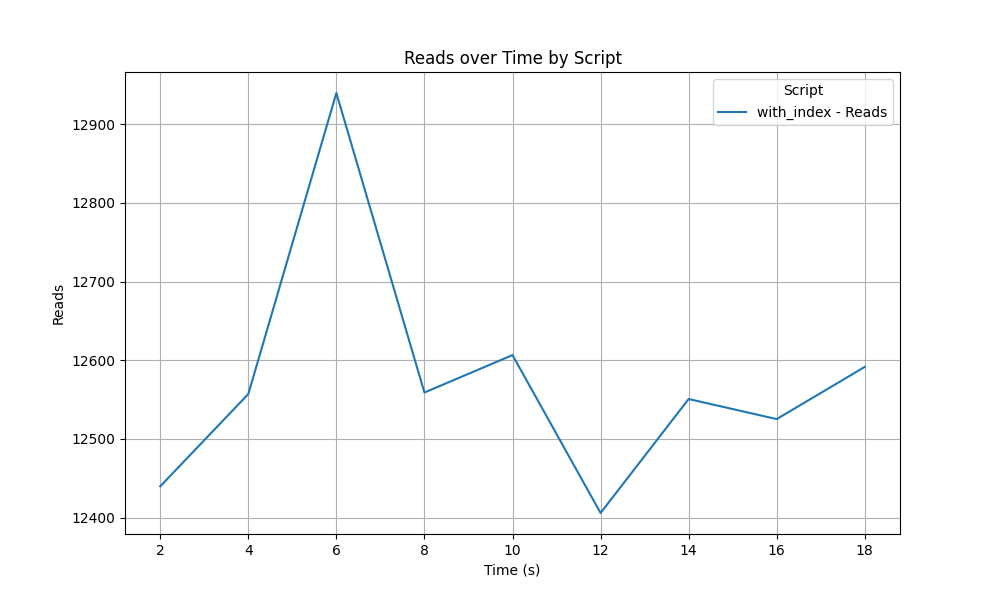 Reads over Time by Script
Script
with_index - Reads
12900
12800
12700
12600
12500
12400
Reads
2 4 6 8 10 12 14 16 18
Time (s)